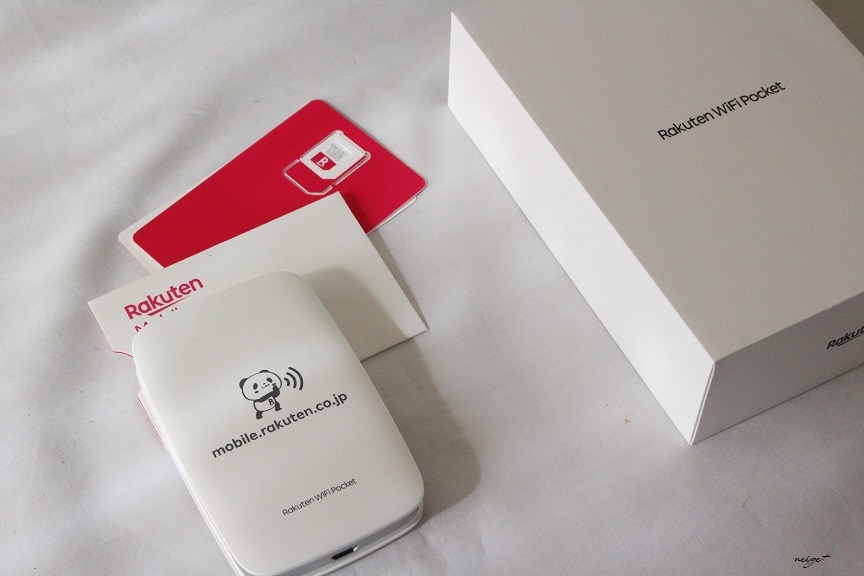 Rakuten WiFi Pocket
R
Rakuten
mobile.rakuten.co.jp
R
Rakuten WiFi Pocket